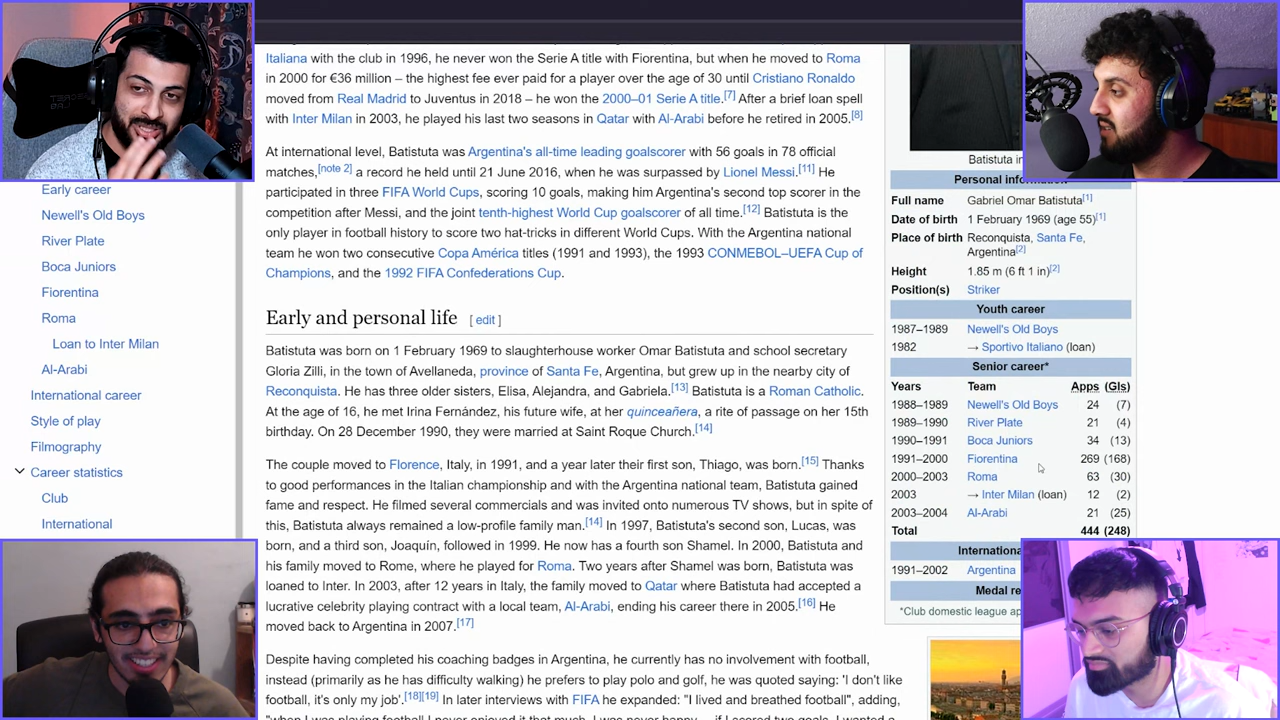 Italiana with the club in 1996, he never won the Serie A title with Fiorentina, but when he moved to Roma
in 2000 for €36 million – the highest fee ever paid for a player over the age of 30 until Cristiano Ronaldo
moved from Real Madrid to Juventus in 2018 – he won the 2000–01 Serie A title.[7] After a brief loan spell
with Inter Milan in 2003, he played his last two seasons in Qatar with Al-Arabi before he retired in 2005.[8]
At international level, Batistuta was Argentina's all-time leading goalscorer with 56 goals in 78 official
matches,[note 2] a record he held until 21 June 2016, when he was surpassed by Lionel Messi.[11] He
participated in three FIFA World Cups, scoring 10 goals, making him Argentina's second top scorer in the
competition after Messi, and the joint tenth-highest World Cup goalscorer of all time.[12] Batistuta is the
only player in football history to score two hat-tricks in different World Cups. With the Argentina national
team he won two consecutive Copa América titles (1991 and 1993), the 1993 CONMEBOL–UEFA Cup of
Champions, and the 1992 FIFA Confederations Cup.
Early and personal life [ edit ]
Batistuta was born on 1 February 1969 to slaughterhouse worker Omar Batistuta and school secretary
Gloria Zilli, in the town of Avellaneda, province of Santa Fe, Argentina, but grew up in the nearby city of
Reconquista. He has three older sisters, Elisa, Alejandra, and Gabriela.[13] Batistuta is a Roman Catholic.
At the age of 16, he met Irina Fernández, his future wife, at her quinceañera, a rite of passage on her 15th
birthday. On 28 December 1990, they were married at Saint Roque Church.[14]
The couple moved to Florence, Italy, in 1991, and a year later their first son, Thiago, was born.[15] Thanks
to good performances in the Italian championship and with the Argentina national team, Batistuta gained
fame and respect. He filmed several commercials and was invited onto numerous TV shows, but in spite of
this, Batistuta always remained a low-profile family man.[14] In 1997, Batistuta's second son, Lucas, was
born, and a third son, Joaquín, followed in 1999. He now has a fourth son Shamel. In 2000, Batistuta and
his family moved to Rome, where he played for Roma. Two years after Shamel was born, Batistuta was
loaned to Inter. In 2003, after 12 years in Italy, the family moved to Qatar where Batistuta had accepted a
lucrative celebrity playing contract with a local team, Al-Arabi, ending his career there in 2005.[16] He
moved back to Argentina in 2007.[17]
Despite having completed his coaching badges in Argentina, he currently has no involvement with football,
instead (primarily as he has difficulty walking) he prefers to play polo and golf, he was quoted saying: 'I don't like
football, it's only my job'.[18][19] In later interviews with FIFA he expanded: "I lived and breathed football", adding,
"when I was playing football I never enjoyed it that much, I was never happy
if I scored two goals, I wanted a
Early career
Newell's Old Boys
River Plate
Boca Juniors
Fiorentina
Roma
Loan to Inter Milan
Al-Arabi
International career
Style of play
Filmography
Career statistics
Club
International
Batistuta in
Personal information
Full name Gabriel Omar Batistuta[1]
Date of birth 1 February 1969 (age 55)[1]
Place of birth Reconquista, Santa Fe,
Argentina[2]
Height 1.85 m (6 ft 1 in)[2]
Position(s) Striker
Youth career
1987–1989 Newell's Old Boys
1982 → Sportivo Italiano (loan)
Senior career*
Years Team Apps (Gls)
1988–1989 Newell's Old Boys 24 (7)
1989–1990 River Plate 21 (4)
1990–1991 Boca Juniors 34 (13)
1991–2000 Fiorentina 269 (168)
2000–2003 Roma 63 (30)
2003 → Inter Milan (loan) 12 (2)
2003–2004 Al-Arabi 21 (25)
Total 444 (248)
Internationa
1991–2002 Argentina
Medal re
*Club domestic league ap